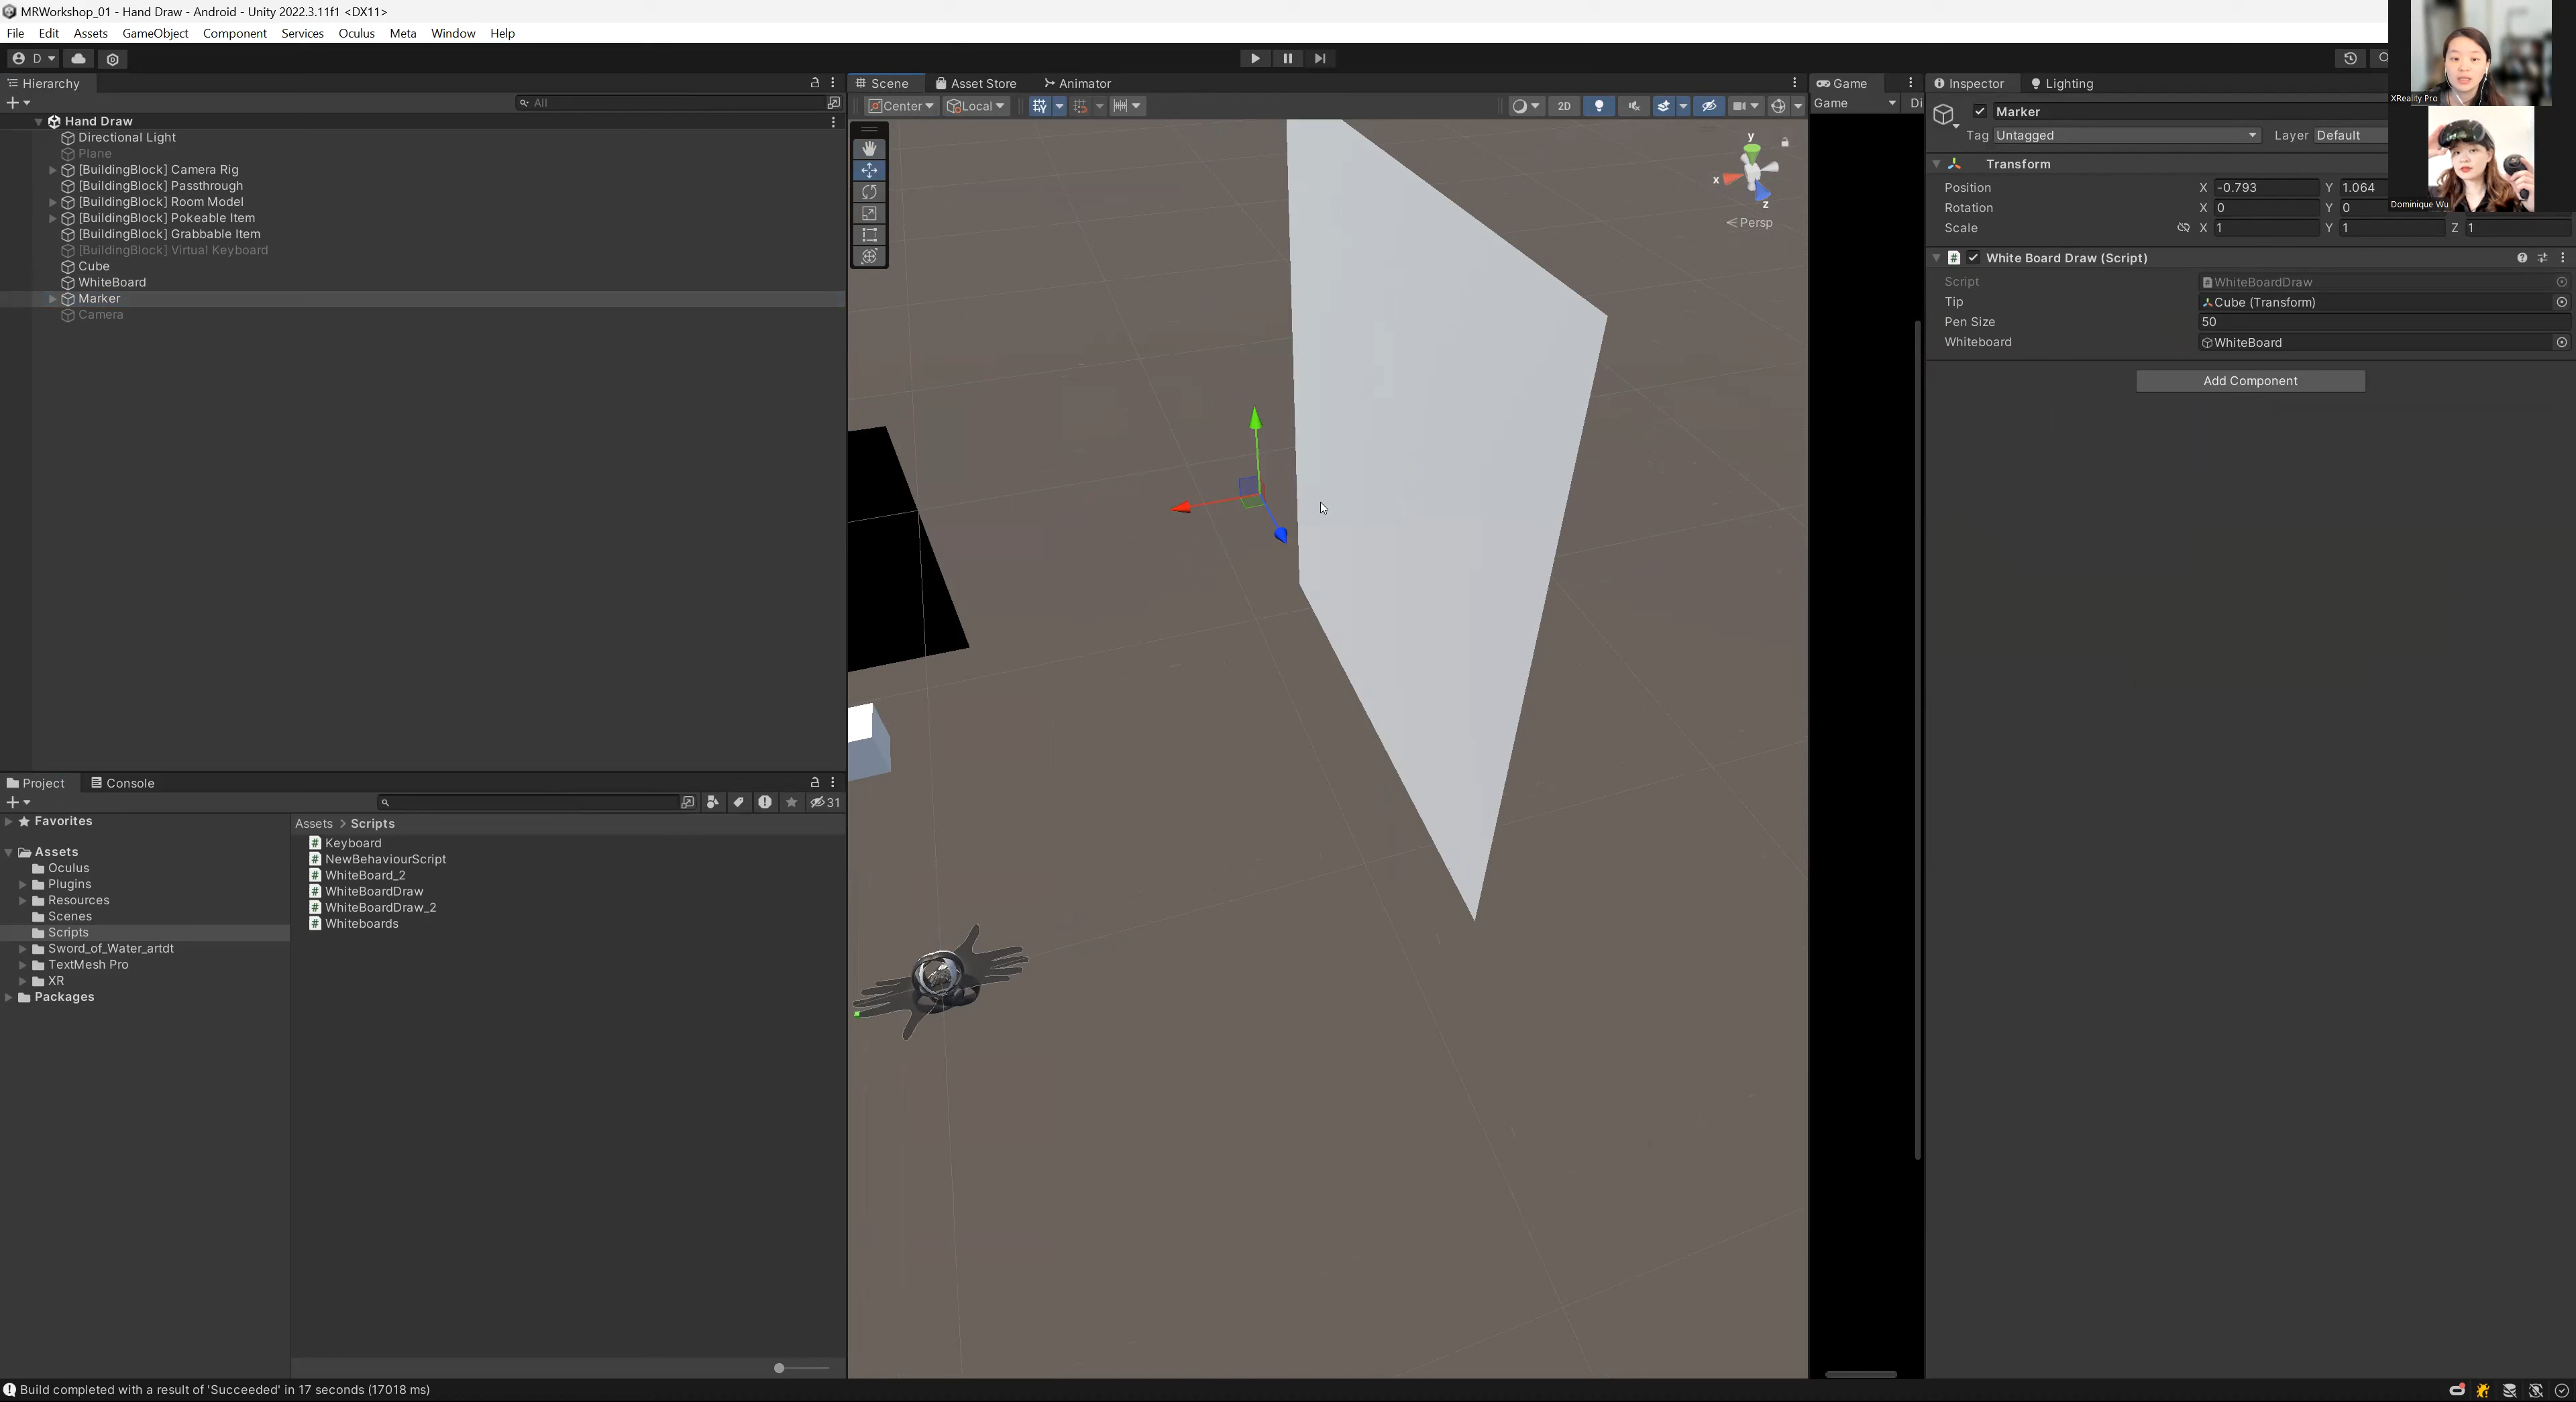 MRWorkshop_01 - Hand Draw - Android - Unity 2022.3.11f1 <DX11>
File Edit Assets GameObject Component Services Oculus Meta Window Help
D
Hierarchy
All
Hand Draw
Directional Light
Plane
[BuildingBlock] Camera Rig
[BuildingBlock] Passthrough
[BuildingBlock] Room Model
[BuildingBlock] Pokeable Item
[BuildingBlock] Grabbable Item
[BuildingBlock] Virtual Keyboard
Cube
WhiteBoard
Marker
Camera
Project Console
31
Favorites
Assets
Oculus
Plugins
Resources
Scenes
Scripts
Sword_of_Water_artdt
TextMesh Pro
XR
Packages
Assets > Scripts
Keyboard
NewBehaviourScript
WhiteBoard_2
WhiteBoardDraw
WhiteBoardDraw_2
Whiteboards
Build completed with a result of 'Succeeded' in 17 seconds (17018 ms)
Scene Asset Store Animator
Center Local 2D
y
x
z
Persp
Game
Game Di
Inspector Lighting
Marker
Tag Untagged Layer Default
Transform
Position X -0.793 Y 1.064
Rotation X 0 Y 0
Scale X 1 Y 1 Z 1
White Board Draw (Script)
Script WhiteBoardDraw
Tip Cube (Transform)
Pen Size 50
Whiteboard WhiteBoard
Add Component
XReality Pro
Dominique Wu